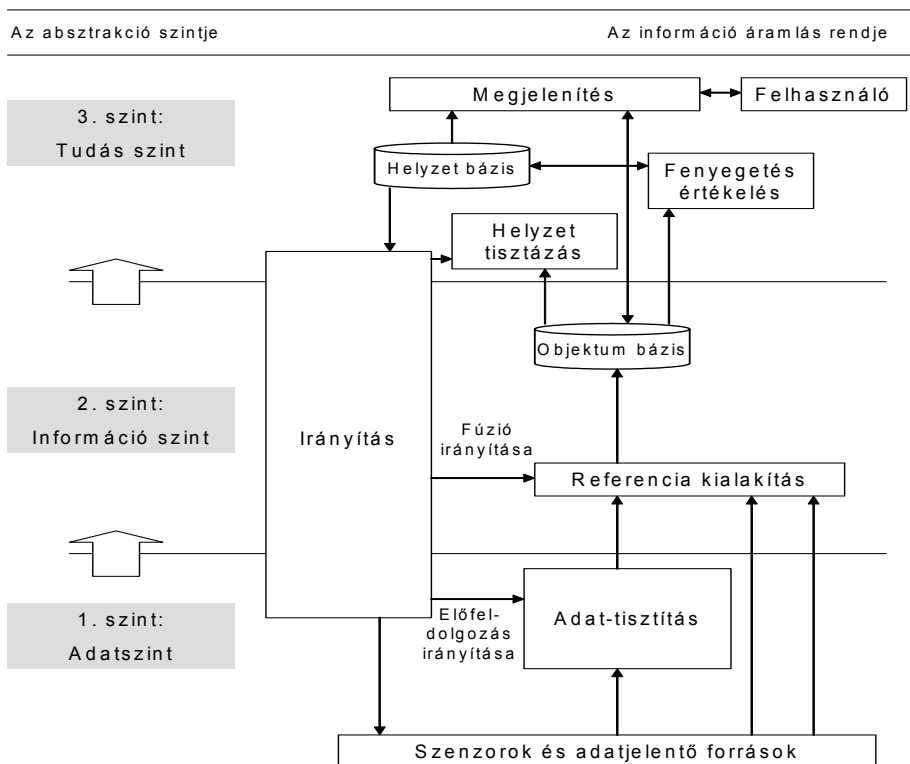 Az absztrakció szintje
Az információ áramlás rendje
Megjelenítés
Felhasználó
3. szint:
Tudás szint
Helyzet bázis
Fenyegetés
értékelés
Helyzet
tisztázás
Objektum bázis
2. szint:
Információ szint
Irányítás
Fúzió
irányítása
Referencia kialakítás
1. szint:
Adatszint
Előfel-
dolgozás
irányítása
Adat-tisztítás
Szenzorok és adatjelentő források